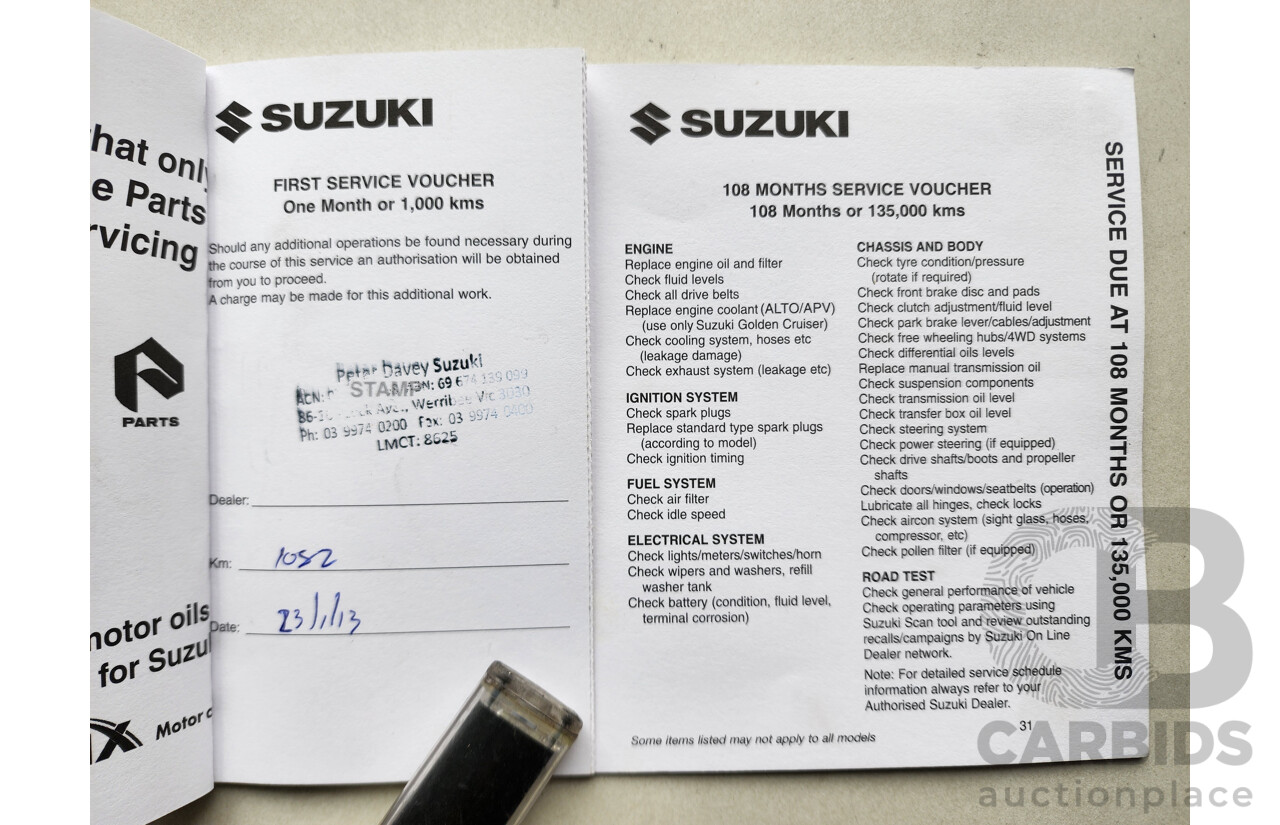 hat only
e Parts
rvicing
PARTS
motor oils
for Suzu
Motor
SUZUKI
FIRST SERVICE VOUCHER
One Month or 1,000 kms
Should any additional operations be found necessary during
the course of this service an authorisation will be obtained
from you to proceed.
A charge may be made for this additional work.
Peter Davey Suzuki
ACN: STAMP 69 674 139 099
Werribee Vic 3030
Ph: 03 9974 0200 Fax: 03 9974 0400
LMCT: 8625
Dealer:
Km: 1052
Date: 23/1/13
SUZUKI
108 MONTHS SERVICE VOUCHER
108 Months or 135,000 kms
ENGINE
Replace engine oil and filter
Check fluid levels
Check all drive belts
Replace engine coolant (ALTO/APV)
(use only Suzuki Golden Cruiser)
Check cooling system, hoses etc
(leakage damage)
Check exhaust system (leakage etc)
IGNITION SYSTEM
Check spark plugs
Replace standard type spark plugs
(according to model)
Check ignition timing
FUEL SYSTEM
Check air filter
Check idle speed
ELECTRICAL SYSTEM
Check lights/meters/switches/horn
Check wipers and washers, refill
washer tank
Check battery (condition, fluid level,
terminal corrosion)
CHASSIS AND BODY
Check tyre condition/pressure
(rotate if required)
Check front brake disc and pads
Check clutch adjustment/fluid level
Check park brake lever/cables/adjustment
Check free wheeling hubs/4WD systems
Check differential oils levels
Replace manual transmission oil
Check suspension components
Check transmission oil level
Check transfer box oil level
Check steering system
Check power steering (if equipped)
Check drive shafts/boots and propeller
shafts
Check doors/windows/seatbelts (operation)
Lubricate all hinges, check locks
Check aircon system (sight glass, hoses,
compressor, etc)
Check pollen filter (if equipped)
ROAD TEST
Check general performance of vehicle
Check operating parameters using
Suzuki Scan tool and review outstanding
recalls/campaigns by Suzuki On Line
Dealer network.
Note: For detailed service schedule
information always refer to your
Authorised Suzuki Dealer.
31
Some items listed may not apply to all models
SERVICE DUE AT 108 MONTHS OR 135,000 KMS
CB
CARBIDS
auctionplace